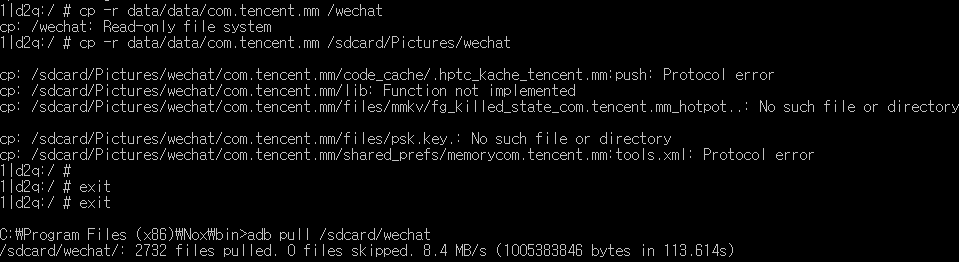 1|d2q:/ # cp -r data/data/com.tencent.mm /wechat
cp: /wechat: Read-only file system
1|d2q:/ # cp -r data/data/com.tencent.mm /sdcard/Pictures/wechat
cp: /sdcard/Pictures/wechat/com.tencent.mm/code_cache/.hptc_kache_tencent.mm:push: Protocol error
cp: /sdcard/Pictures/wechat/com.tencent.mm/lib: Function not implemented
cp: /sdcard/Pictures/wechat/com.tencent.mm/files/mmkv/fg_killed_state_com.tencent.mm_hotpot..: No such file or directory
cp: /sdcard/Pictures/wechat/com.tencent.mm/files/psk.key.: No such file or directory
cp: /sdcard/Pictures/wechat/com.tencent.mm/shared_prefs/memorycom.tencent.mm:tools.xml: Protocol error
1|d2q:/ #
1|d2q:/ # exit
1|d2q:/ # exit
C:₩Program Files (x86)₩Nox₩bin>adb pull /sdcard/wechat
/sdcard/wechat/: 2732 files pulled. 0 files skipped. 8.4 MB/s (1005383846 bytes in 113.614s)